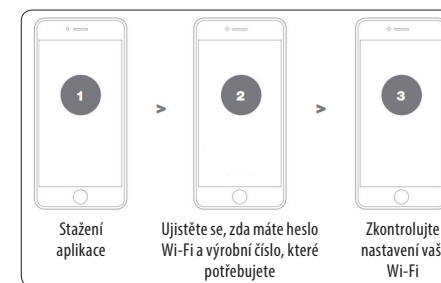 1
>
2
>
3
Stažení
aplikace
Ujistěte se, zda máte heslo
Wi-Fi a výrobní číslo, které
potřebujete
Zkontrolujte
nastavení vaš
Wi-Fi